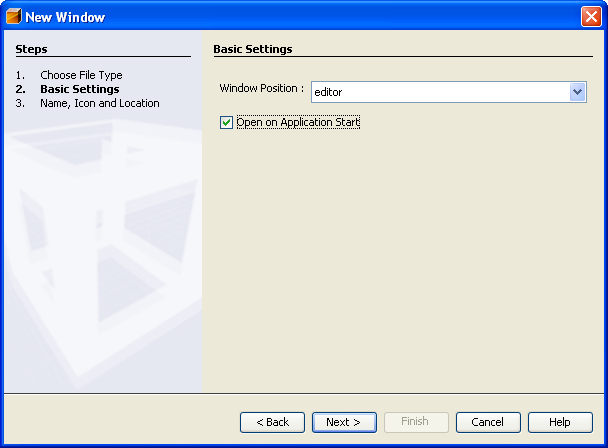 New Window
Steps
1. Choose File Type
2. Basic Settings
3. Name, Icon and Location
Basic Settings
Window Position : editor
Open on Application Start
< Back Next > Finish Cancel Help